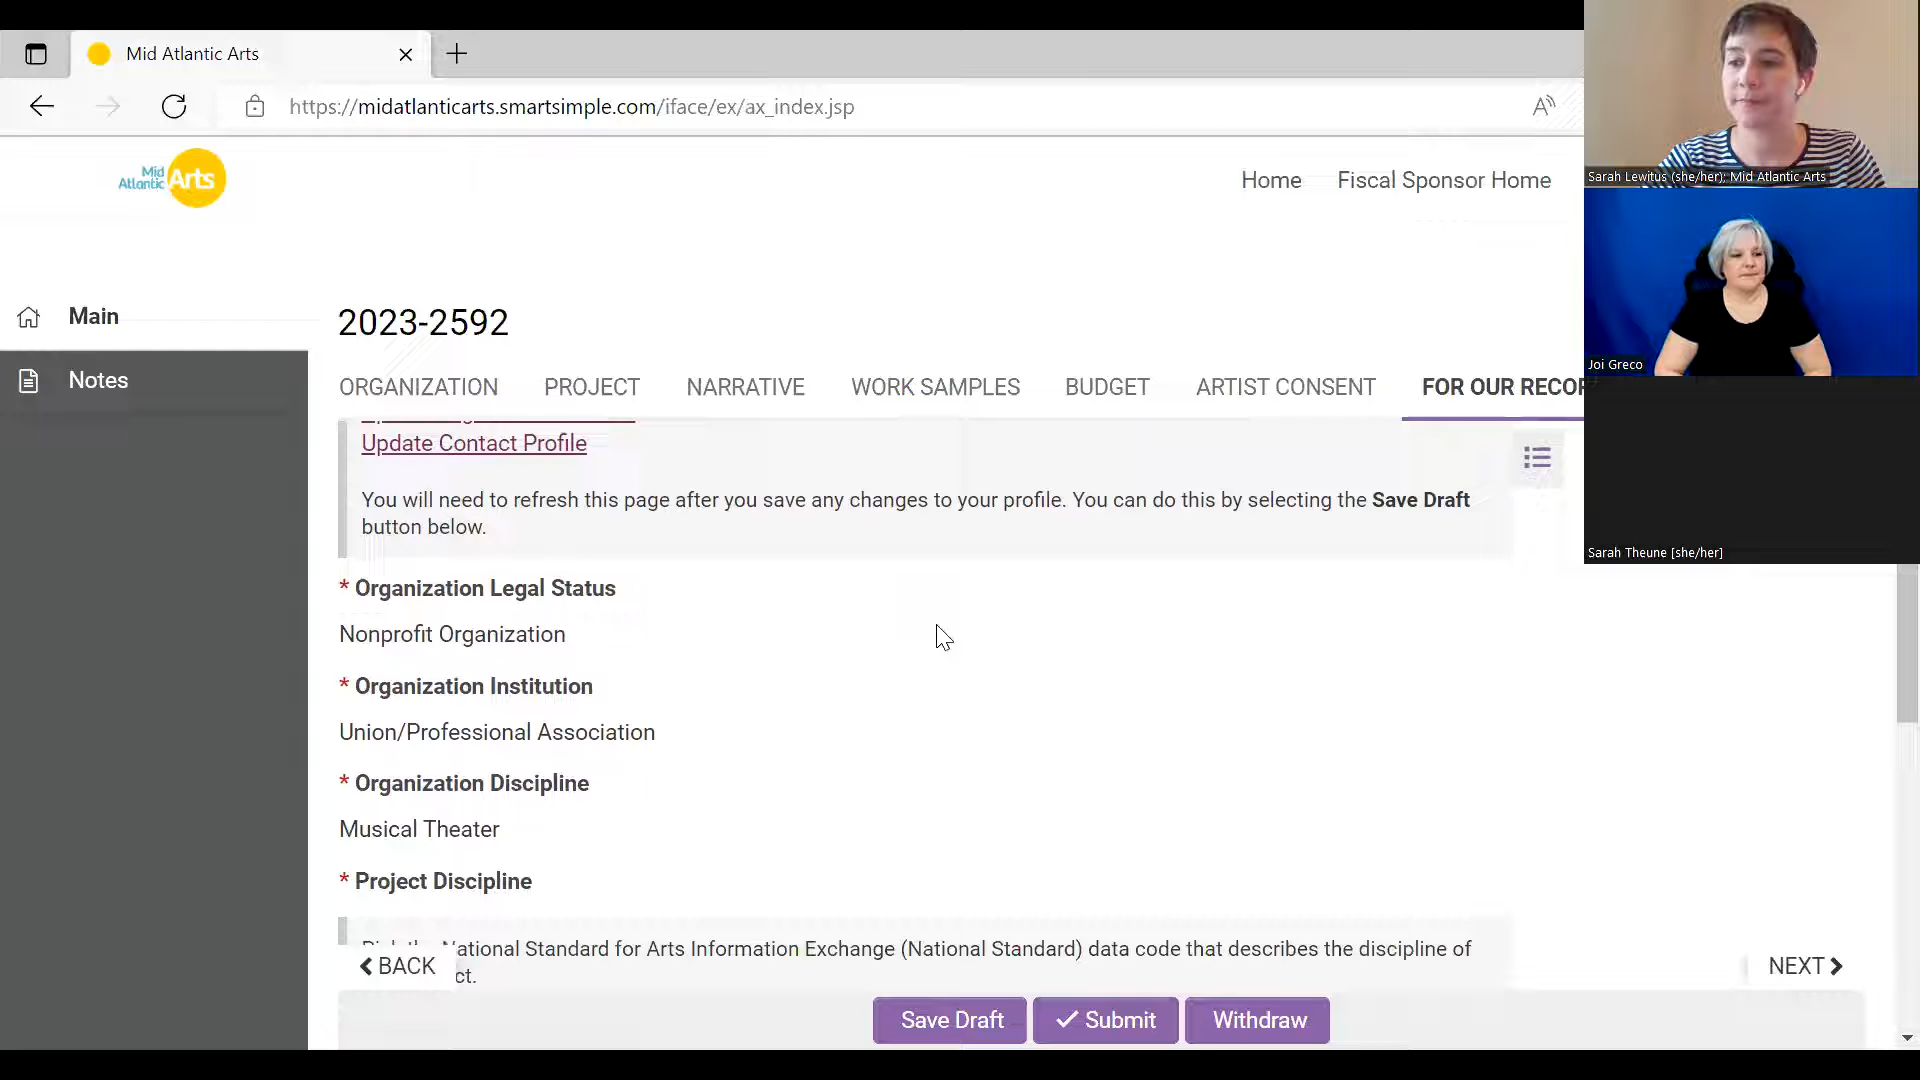 Mid Atlantic Arts
https://midatlanticarts.smartsimple.com/iface/ex/ax_index.jsp
Mid
Atlantic Arts
Home Fiscal Sponsor Home
Sarah Lewitus (she/her); Mid Atlantic Arts
Joi Greco
Sarah Theune [she/her]
Main
Notes
2023-2592
ORGANIZATION PROJECT NARRATIVE WORK SAMPLES BUDGET ARTIST CONSENT FOR OUR RECOR
Update Contact Profile
You will need to refresh this page after you save any changes to your profile. You can do this by selecting the Save Draft
button below.
* Organization Legal Status
Nonprofit Organization
* Organization Institution
Union/Professional Association
* Organization Discipline
Musical Theater
* Project Discipline
National Standard for Arts Information Exchange (National Standard) data code that describes the discipline of
ct.
BACK
NEXT
Save Draft Submit Withdraw